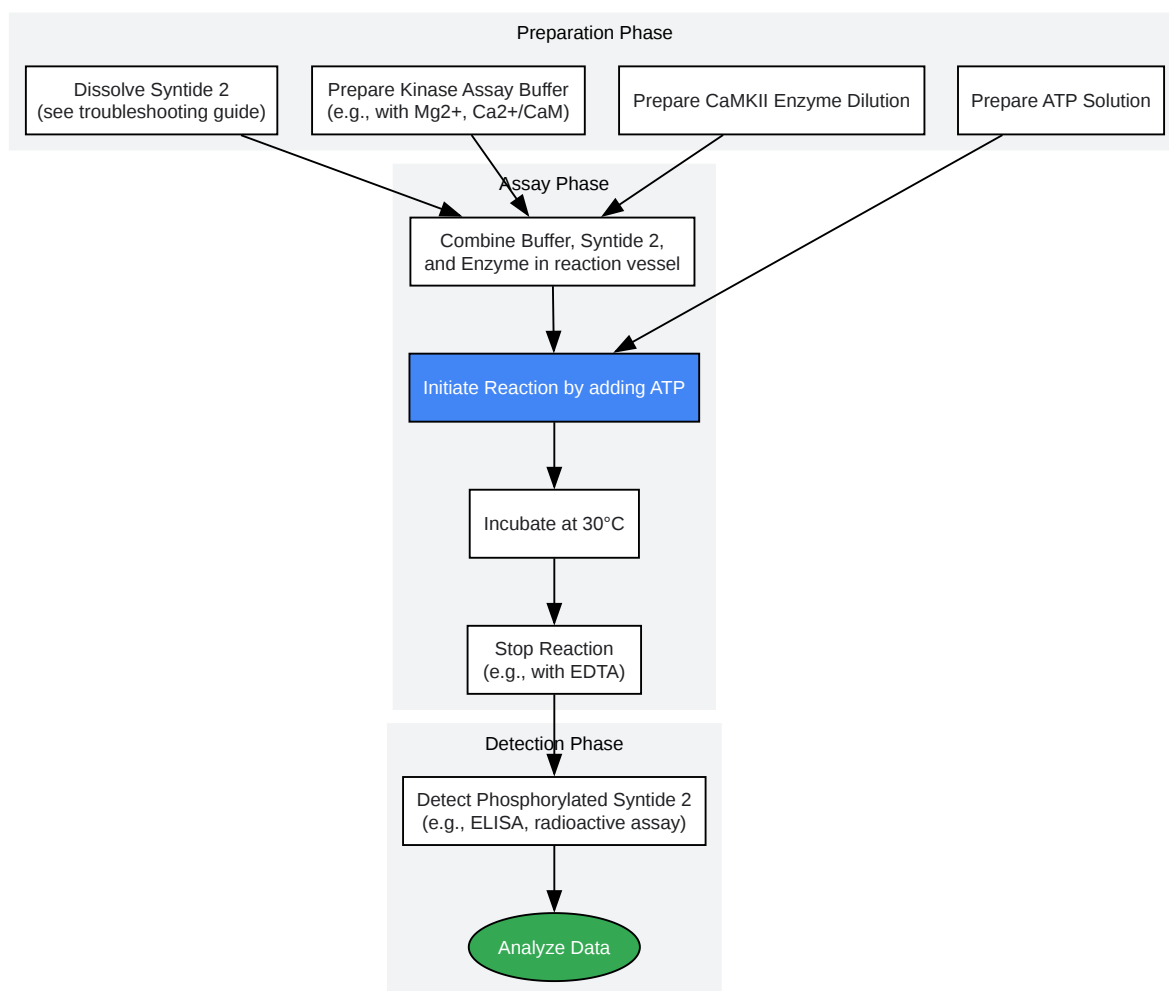 Preparation Phase
Dissolve Syntide 2
(see troubleshooting guide)
Prepare Kinase Assay Buffer
(e.g., with Mg2+, Ca2+/CaM)
Prepare CaMKII Enzyme Dilution
Prepare ATP Solution
Assay Phase
Combine Buffer, Syntide 2,
and Enzyme in reaction vessel
Initiate Reaction by adding ATP
Incubate at 30°C
Stop Reaction
(e.g., with EDTA)
Detection Phase
Detect Phosphorylated Syntide 2
(e.g., ELISA, radioactive assay)
Analyze Data